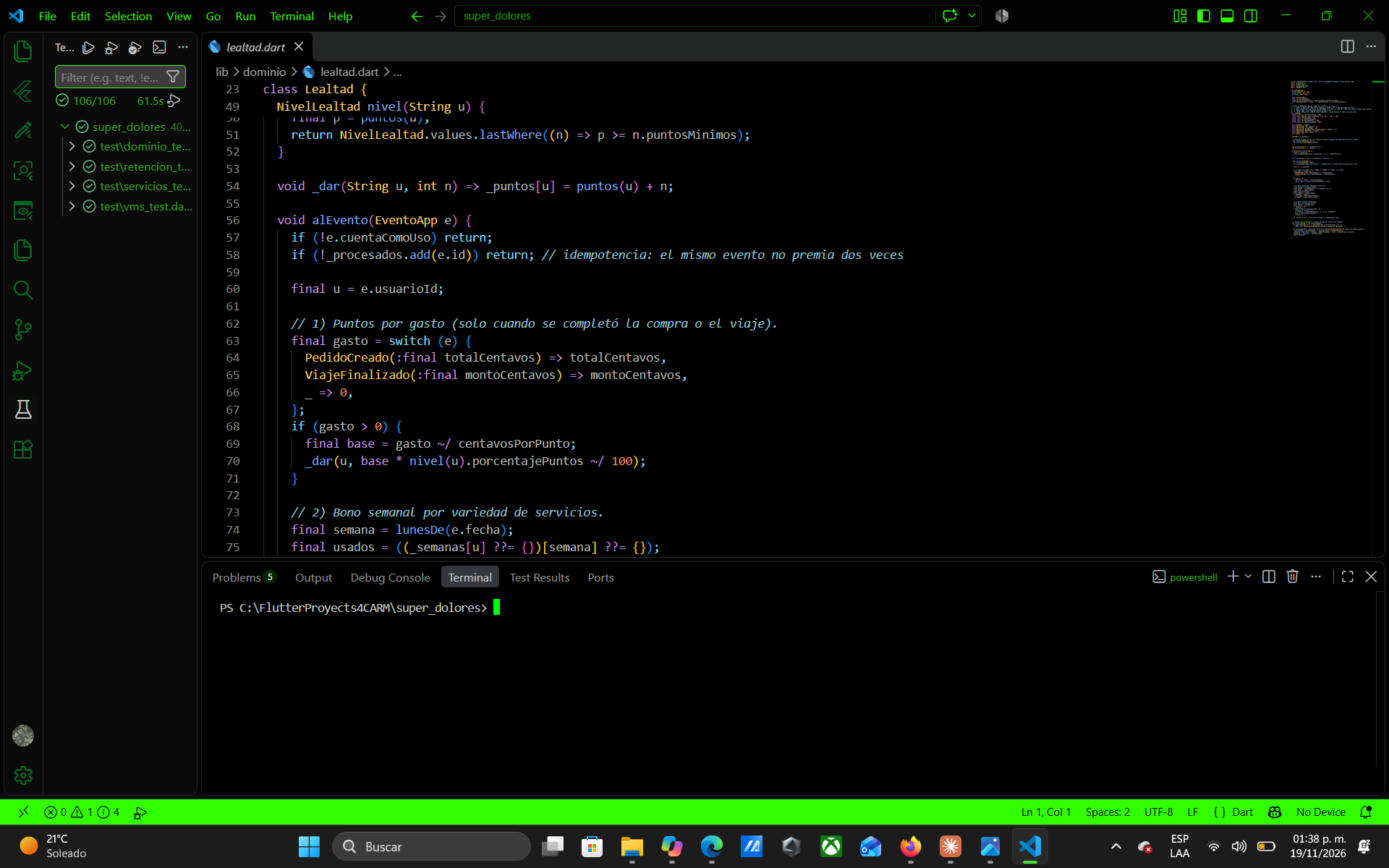 File Edit Selection View Go Run Terminal Help
super_dolores
Te...
Filter (e.g. text, !e...
106/106 61.5s
super_dolores 40...
test\dominio_te...
test\retencion_t...
test\servicios_te...
test\vms_test.da...
lealtad.dart
lib > dominio > lealtad.dart > ...
23 class Lealtad {
49 NivelLealtad nivel(String u) {
50 final p = puntos(u);
51 return NivelLealtad.values.lastWhere((n) => p >= n.puntosMinimos);
52 }
53
54 void _dar(String u, int n) => _puntos[u] = puntos(u) + n;
55
56 void alEvento(EventoApp e) {
57 if (!e.cuentaComoUso) return;
58 if (!_procesados.add(e.id)) return; // idempotencia: el mismo evento no premia dos veces
59
60 final u = e.usuarioId;
61
62 // 1) Puntos por gasto (solo cuando se completó la compra o el viaje).
63 final gasto = switch (e) {
64 PedidoCreado(:final totalCentavos) => totalCentavos,
65 ViajeFinalizado(:final montoCentavos) => montoCentavos,
66 _ => 0,
67 };
68 if (gasto > 0) {
69 final base = gasto ~/ centavosPorPunto;
70 _dar(u, base * nivel(u).porcentajePuntos ~/ 100);
71 }
72
73 // 2) Bono semanal por variedad de servicios.
74 final semana = lunesDe(e.fecha);
75 final usados = ((_semanas[u] ??= {})[semana] ??= {});
Problems 5 Output Debug Console Terminal Test Results Ports
powershell
PS C:\FlutterProyects4CARM\super_dolores>
0 1 4
Ln 1, Col 1 Spaces: 2 UTF-8 LF { } Dart No Device
21°C
Soleado
Buscar
ESP
LAA
01:38 p. m.
19/11/2026